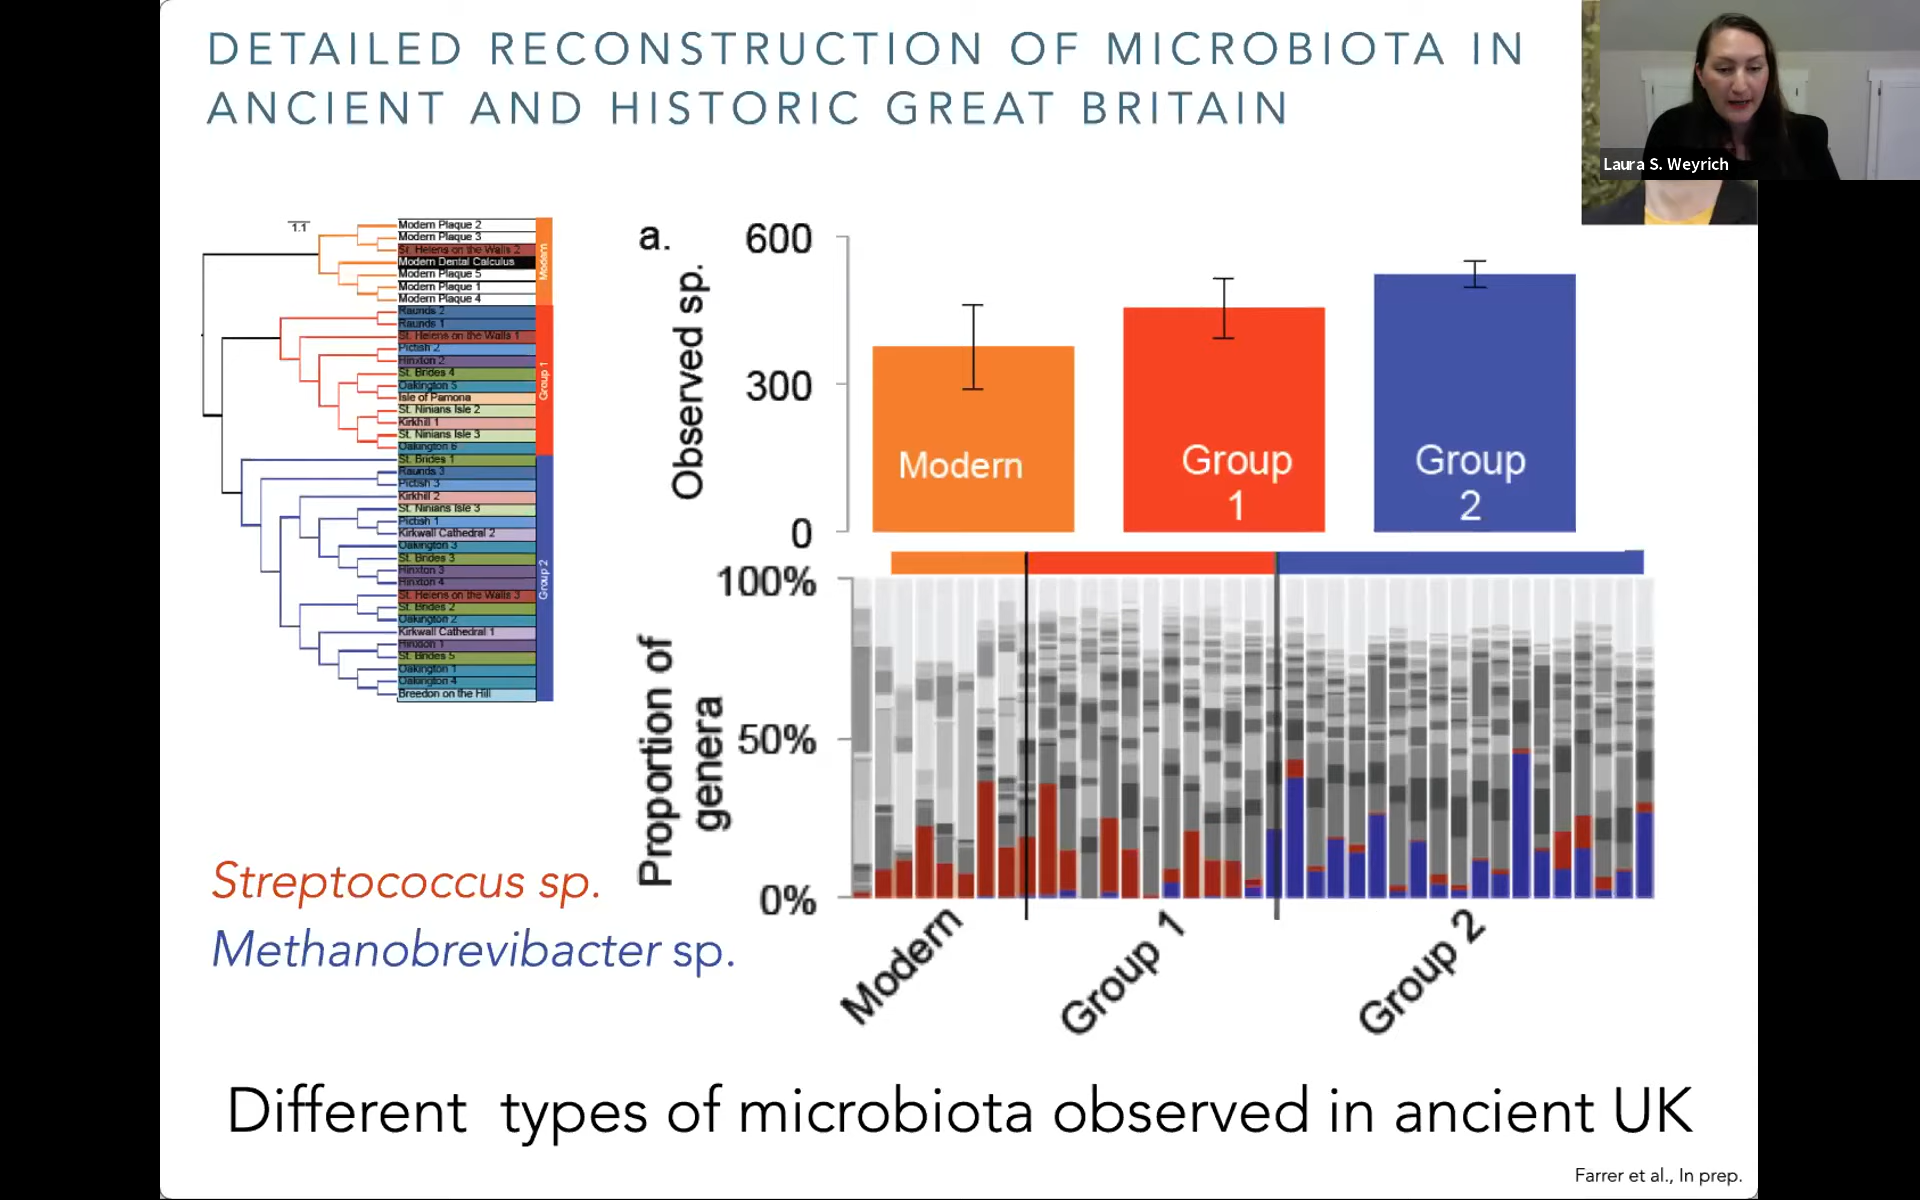 DETAILED RECONSTRUCTION OF MICROBIOTA IN
ANCIENT AND HISTORIC GREAT BRITAIN
Laura S. Weyrich
1.1
Modern Plaque 2
Modern Plaque 3
St. Helens on the Walls 2
Modern Dental Calculus
Modern Plaque 5
Modern Plaque 1
Modern Plaque 4
Raunds 2
Raunds 1
St. Helens on the Walls 1
Pictish 2
Hinxton 2
St. Brides 4
Oakington 5
Isle of Pamona
St. Ninians Isle 2
Kirkhill 1
St. Ninians Isle 3
Oakington 6
St. Brides 1
Raunds 3
Pictish 3
Kirkhill 2
St. Ninians Isle 3
Pictish 1
Kirkwall Cathedral 2
Oakington 3
St. Brides 3
Hinxton 3
Hinxton 4
St. Helens on the Walls 3
St. Brides 2
Oakington 2
Kirkwall Cathedral 1
Hinxton 1
St. Brides 5
Oakington 1
Oakington 4
Breedon on the Hill
Modern
Group 1
Group 2
a.
Observed sp.
600
300
0
Modern
Group
1
Group
2
Proportion of
genera
100%
50%
0%
Modern
Group 1
Group 2
Streptococcus sp.
Methanobrevibacter sp.
Different types of microbiota observed in ancient UK
Farrer et al., In prep.